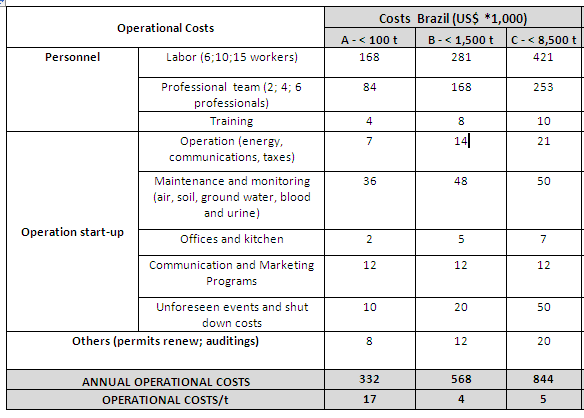 Operational Costs
Costs Brazil (US$ *1,000)
A - < 100 t
B - < 1,500 t
C - < 8,500 t
Personnel
Labor (6;10;15 workers)
168
281
421
Professional team (2; 4; 6
professionals)
84
168
253
Training
4
8
10
Operation start-up
Operation (energy,
communications, taxes)
7
14
21
Maintenance and monitoring
(air, soil, ground water, blood
and urine)
36
48
50
Offices and kitchen
2
5
7
Communication and Marketing
Programs
12
12
12
Unforeseen events and shut
down costs
10
20
50
Others (permits renew; auditings)
8
12
20
ANNUAL OPERATIONAL COSTS
332
568
844
OPERATIONAL COSTS/t
17
4
5